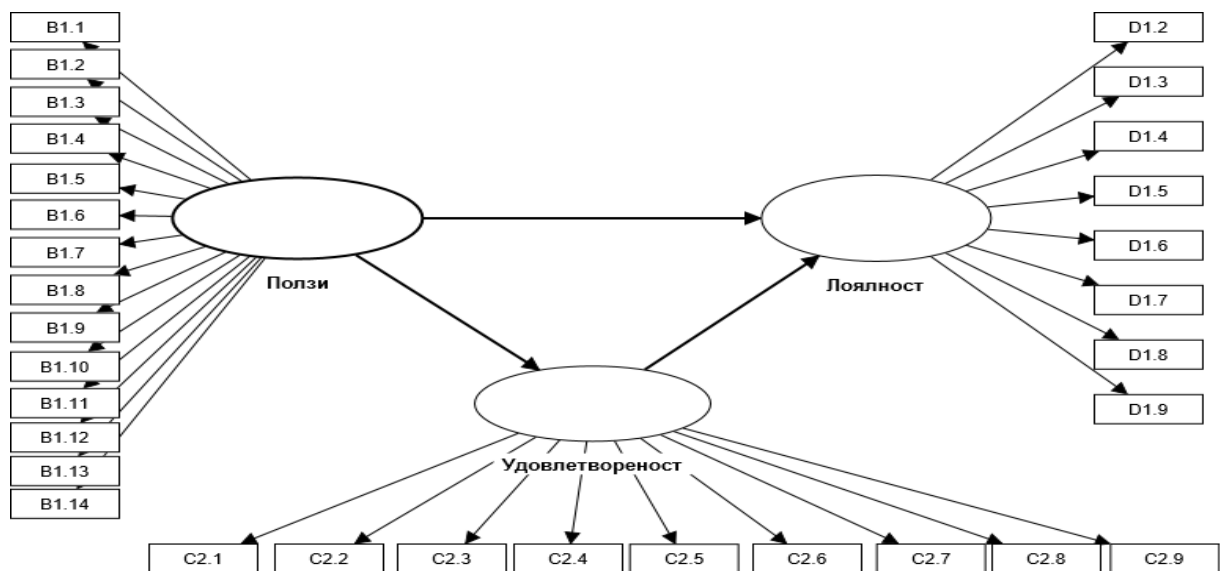 B1.1
B1.2
B1.3
B1.4
B1.5
B1.6
B1.7
B1.8
B1.9
B1.10
B1.11
B1.12
B1.13
B1.14
Ползи
Лоялност
D1.2
D1.3
D1.4
D1.5
D1.6
D1.7
D1.8
D1.9
Удовлетвореност
C2.1
C2.2
C2.3
C2.4
C2.5
C2.6
C2.7
C2.8
C2.9